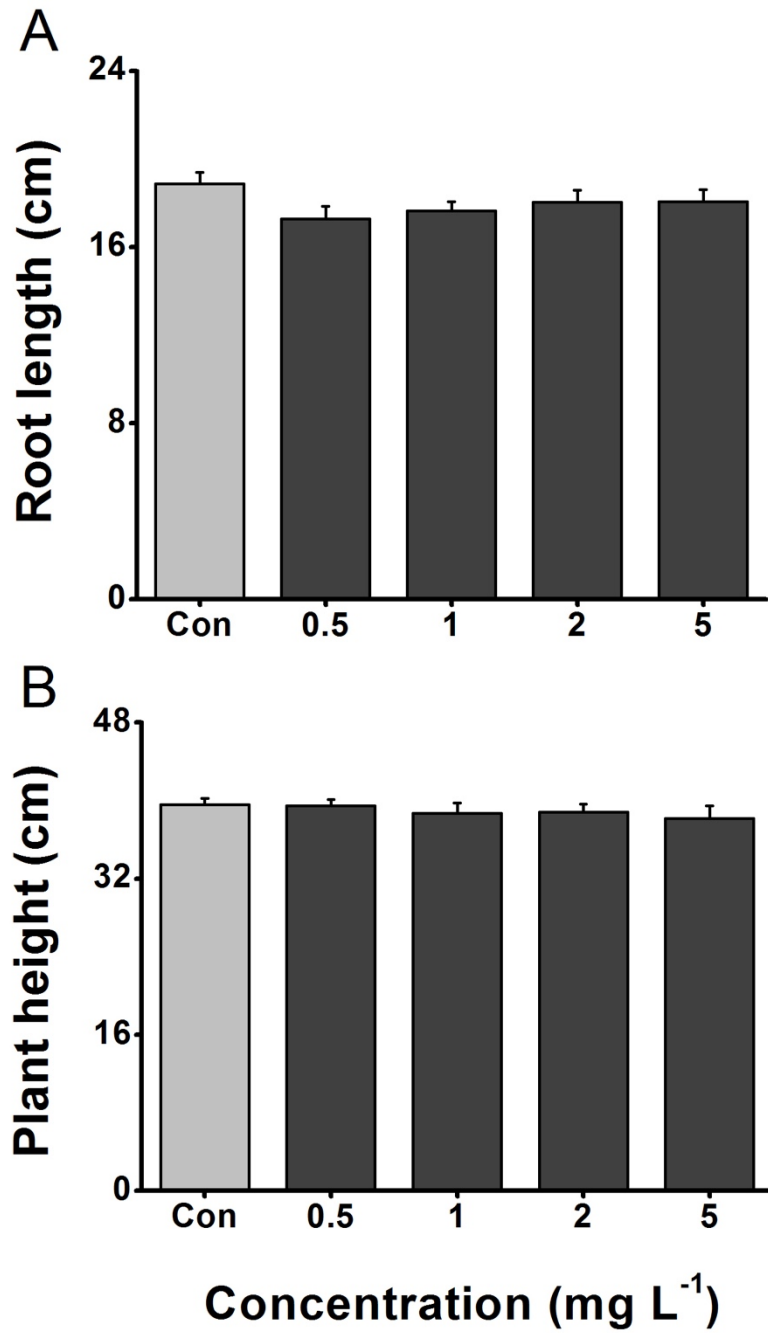 A
Root length (cm)
24
16
8
0
Con 0.5 1 2 5
B
Plant height (cm)
48
32
16
0
Con 0.5 1 2 5
Concentration (mg L⁻¹)